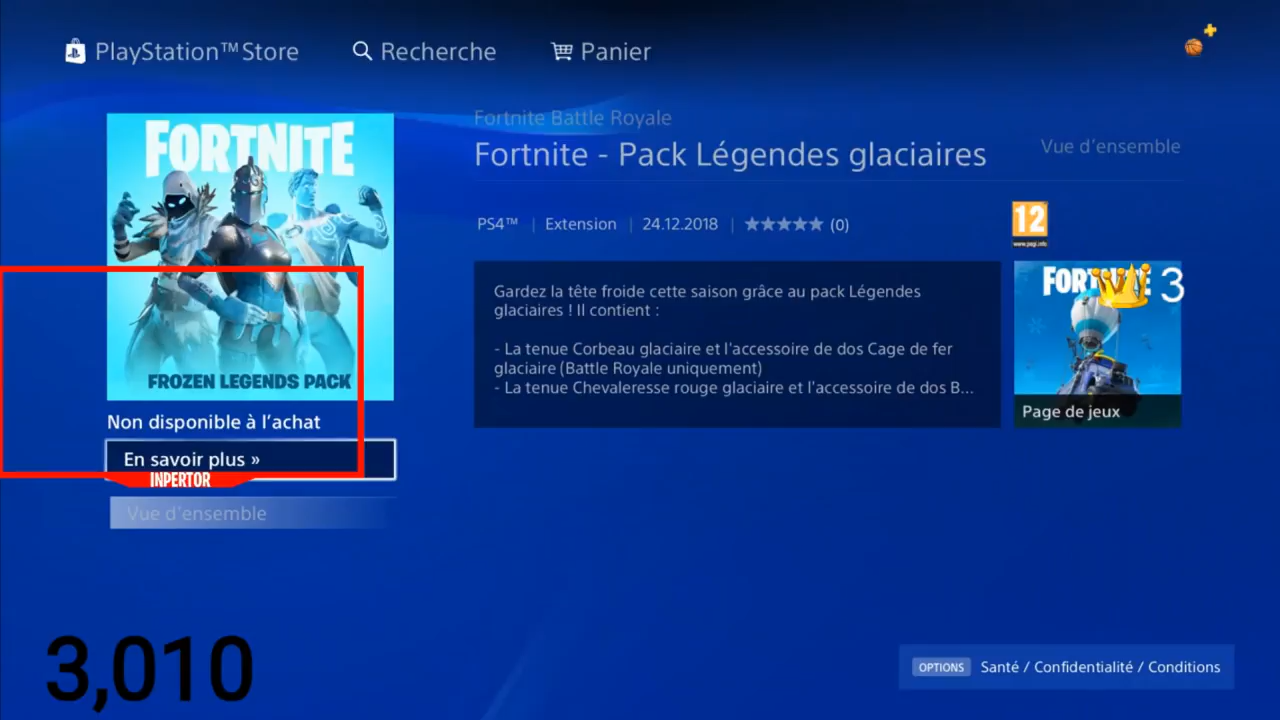 PlayStation™Store
Recherche
Panier
Fortnite Battle Royale
Fortnite - Pack Légendes glaciaires
Vue d'ensemble
PS4™ | Extension | 24.12.2018 | ★★★★★ (0)
12
www.pegi.info
FORTNITE
FROZEN LEGENDS PACK
Gardez la tête froide cette saison grâce au pack Légendes
glaciaires ! Il contient :
- La tenue Corbeau glaciaire et l'accessoire de dos Cage de fer
glaciaire (Battle Royale uniquement)
- La tenue Chevaleresse rouge glaciaire et l'accessoire de dos B...
3
Page de jeux
Non disponible à l'achat
En savoir plus »
INPERTOR
Vue d'ensemble
3,010
OPTIONS Santé / Confidentialité / Conditions